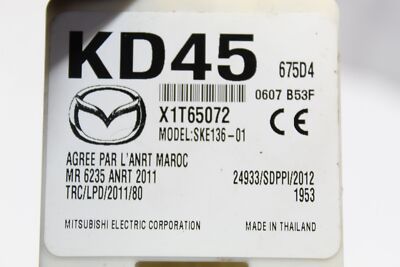 KD45 675D4
0607 B53F
X1T65072
MODEL:SKE136-01
AGREE PAR L'ANRT MAROC
MR 6235 ANRT 2011 24933/SDPPI/2012
TRC/LPD/2011/80 1953
MITSUBISHI ELECTRIC CORPORATION MADE IN THAILAND